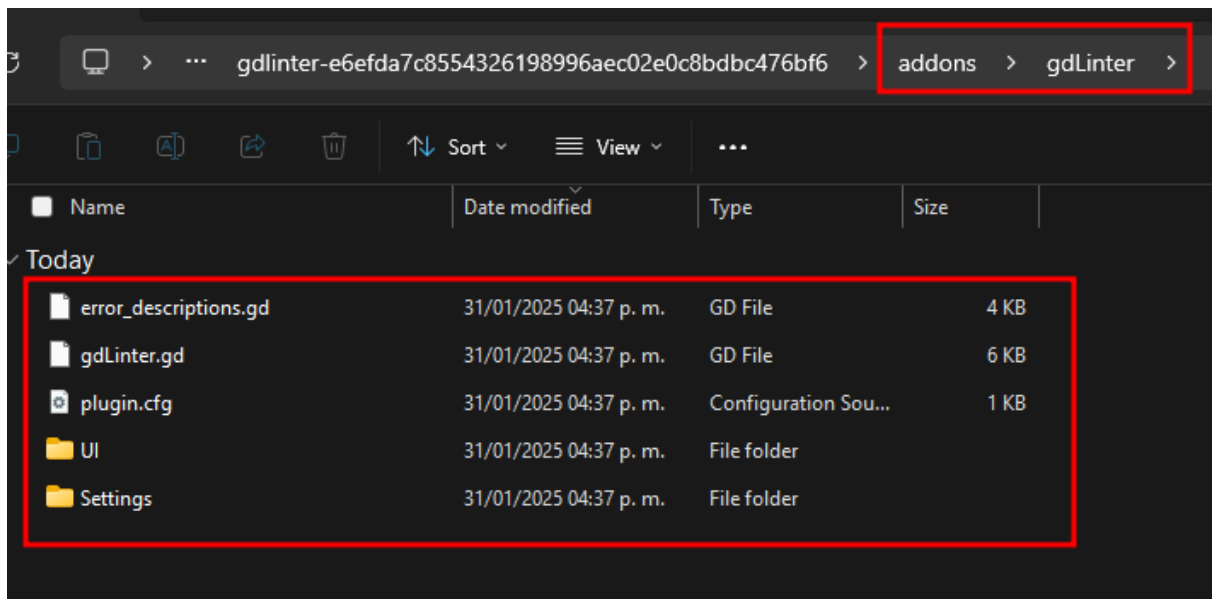 ... gdlinter-e6efda7c8554326198996aec02e0c8bdbc476bf6 > addons > gdLinter >
Sort View ...
Name Date modified Type Size
Today
error_descriptions.gd 31/01/2025 04:37 p. m. GD File 4 KB
gdLinter.gd 31/01/2025 04:37 p. m. GD File 6 KB
plugin.cfg 31/01/2025 04:37 p. m. Configuration Sou... 1 KB
UI 31/01/2025 04:37 p. m. File folder
Settings 31/01/2025 04:37 p. m. File folder